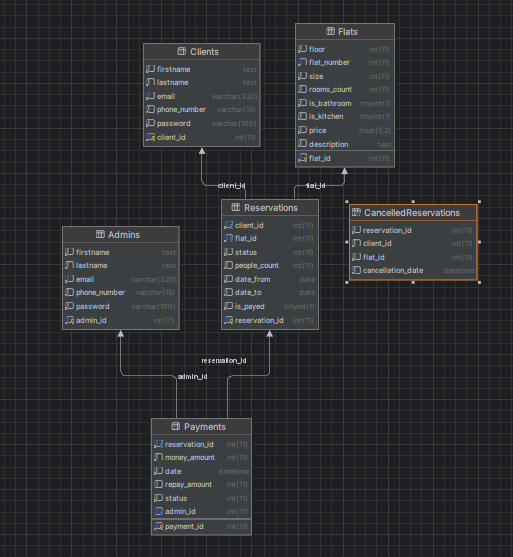 Flats
floor int(11)
flat_number int(11)
size int(11)
rooms_count int(11)
is_bathroom tinyint(1)
is_kitchen tinyint(1)
price float(5,2)
description text
flat_id int(11)
Clients
firstname text
lastname text
email varchar(320)
phone_number varchar(15)
password varchar(100)
client_id int(11)
client_id
flat_id
Reservations
client_id int(11)
flat_id int(11)
status int(11)
people_count int(11)
date_from date
date_to date
is_payed tinyint(1)
reservation_id int(11)
CancelledReservations
reservation_id int(11)
client_id int(11)
flat_id int(11)
cancellation_date datetime
Admins
firstname text
lastname text
email varchar(320)
phone_number varchar(15)
password varchar(100)
admin_id int(11)
reservation_id
admin_id
Payments
reservation_id int(11)
money_amount int(11)
date datetime
repay_amount int(11)
status int(11)
admin_id int(11)
payment_id int(11)